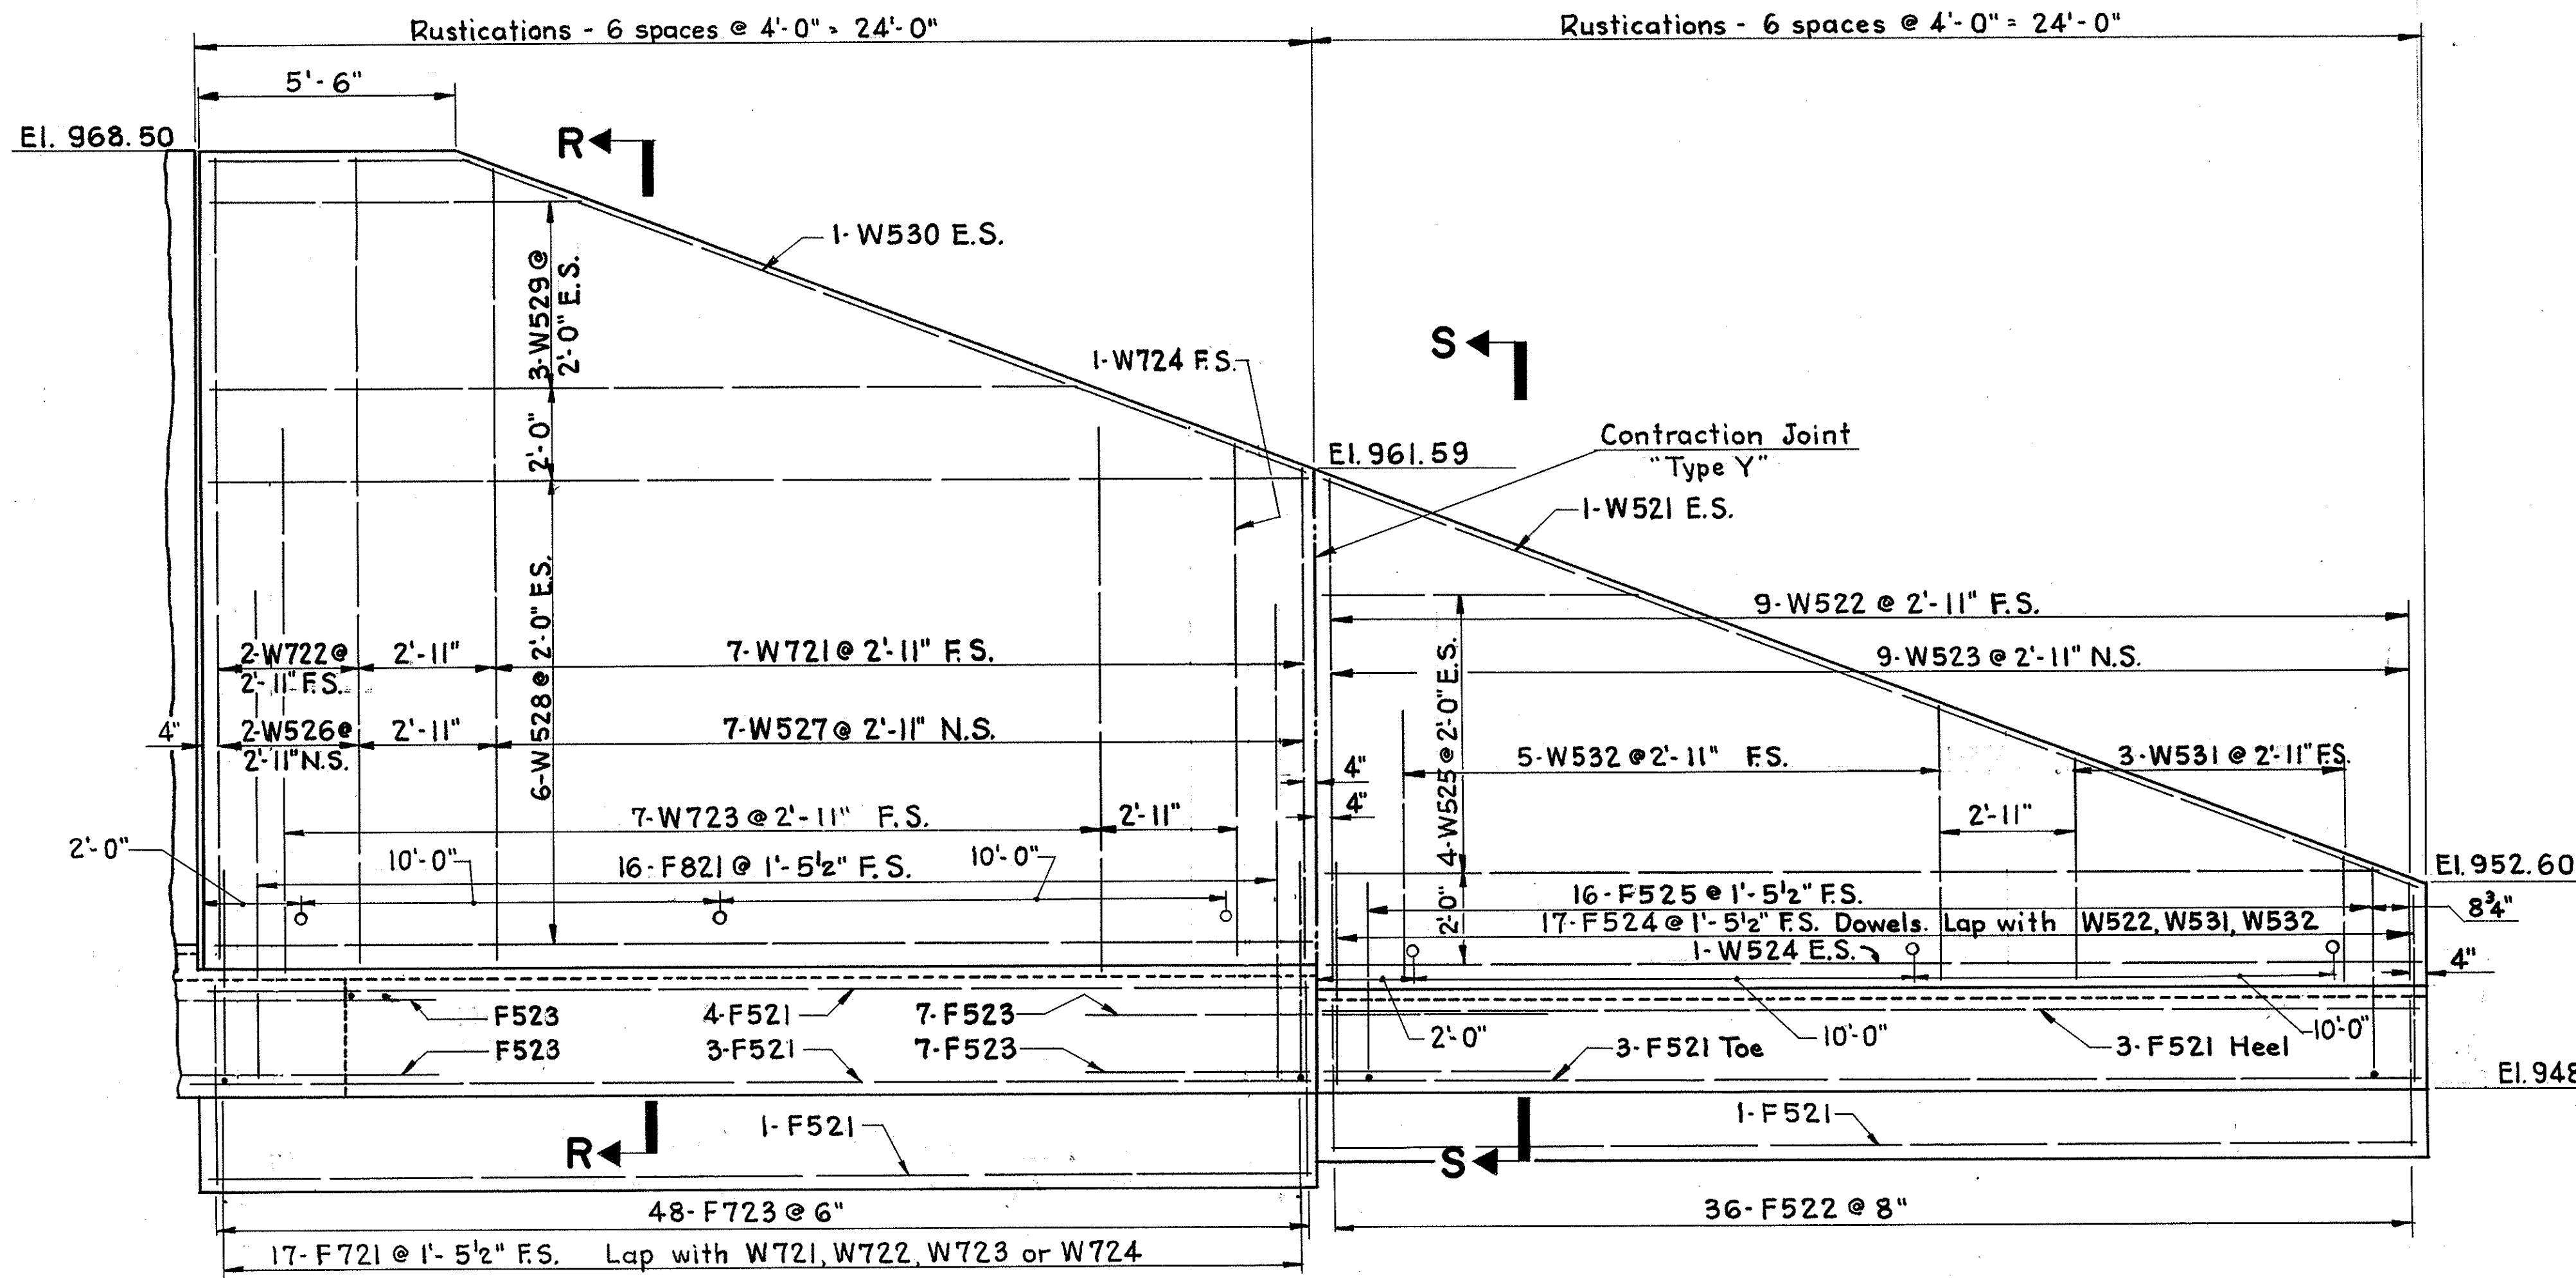 Rustications - 6 spaces @ 4'-0" = 24'-0"
Rustications - 6 spaces @ 4'-0" = 24'-0"
5'-6"
El. 968.50
R
1-W530 E.S.
3-W529 @
2'-0" E.S.
S
1-W724 F.S.
2'-0"
El. 961.59
Contraction Joint
"Type Y"
1-W521 E.S.
6-W528 @ 2'-0" E.S.
9-W522 @ 2'-11" F.S.
2-W722 @
2'-11" F.S.
2'-11"
7-W721 @ 2'-11" F.S.
9-W523 @ 2'-11" N.S.
4"
2-W526 @
2'-11" N.S.
2'-11"
7-W527 @ 2'-11" N.S.
4"
4"
4-W525 @ 2'-0" E.S.
5-W532 @ 2'-11" F.S.
3-W531 @ 2'-11" F.S.
7-W723 @ 2'-11" F.S.
2'-11"
2'-11"
2'-0"
10'-0"
16-F821 @ 1'-5½" F.S.
10'-0"
El. 952.60
2'-0"
16-F525 @ 1'-5½" F.S.
8¾"
17-F524 @ 1'-5½" F.S. Dowels. Lap with W522, W531, W532
1-W524 E.S.
4"
F523
4-F521
7-F523
2'-0"
10'-0"
10'-0"
F523
3-F521
7-F523
3-F521 Toe
3-F521 Heel
El. 948
R
1-F521
1-F521
S
48-F723 @ 6"
36-F522 @ 8"
17-F721 @ 1'-5½" F.S. Lap with W721, W722, W723 or W724